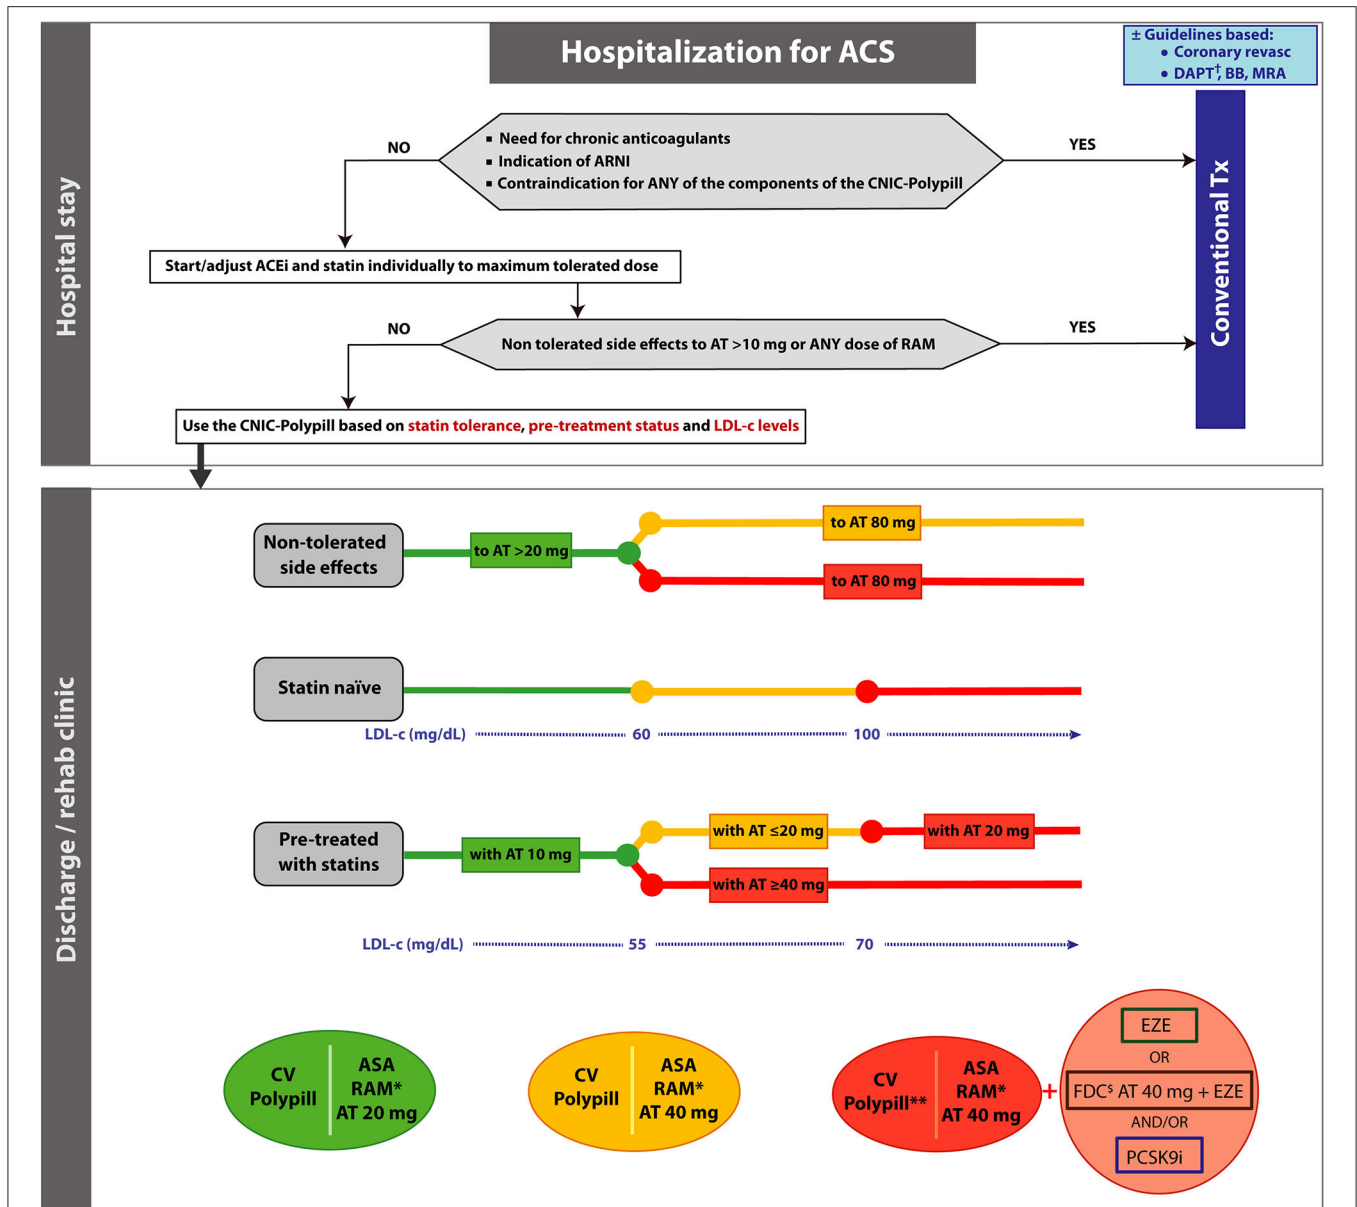 Hospitalization for ACS
± Guidelines based:
• Coronary revasc
• DAPT†, BB, MRA
Hospital stay
NO
▪ Need for chronic anticoagulants
▪ Indication of ARNI
▪ Contraindication for ANY of the components of the CNIC-Polypill
YES
Conventional Tx
Start/adjust ACEi and statin individually to maximum tolerated dose
NO
Non tolerated side effects to AT >10 mg or ANY dose of RAM
YES
Use the CNIC-Polypill based on statin tolerance, pre-treatment status and LDL-c levels
Discharge / rehab clinic
Non-tolerated
side effects
to AT >20 mg
to AT 80 mg
to AT 80 mg
Statin naïve
LDL-c (mg/dL)
60
100
Pre-treated
with statins
with AT 10 mg
with AT ≤20 mg
with AT 20 mg
with AT ≥40 mg
LDL-c (mg/dL)
55
70
CV
Polypill
ASA
RAM*
AT 20 mg
CV
Polypill
ASA
RAM*
AT 40 mg
CV
Polypill**
ASA
RAM*
AT 40 mg
+
EZE
OR
FDC$ AT 40 mg + EZE
AND/OR
PCSK9i